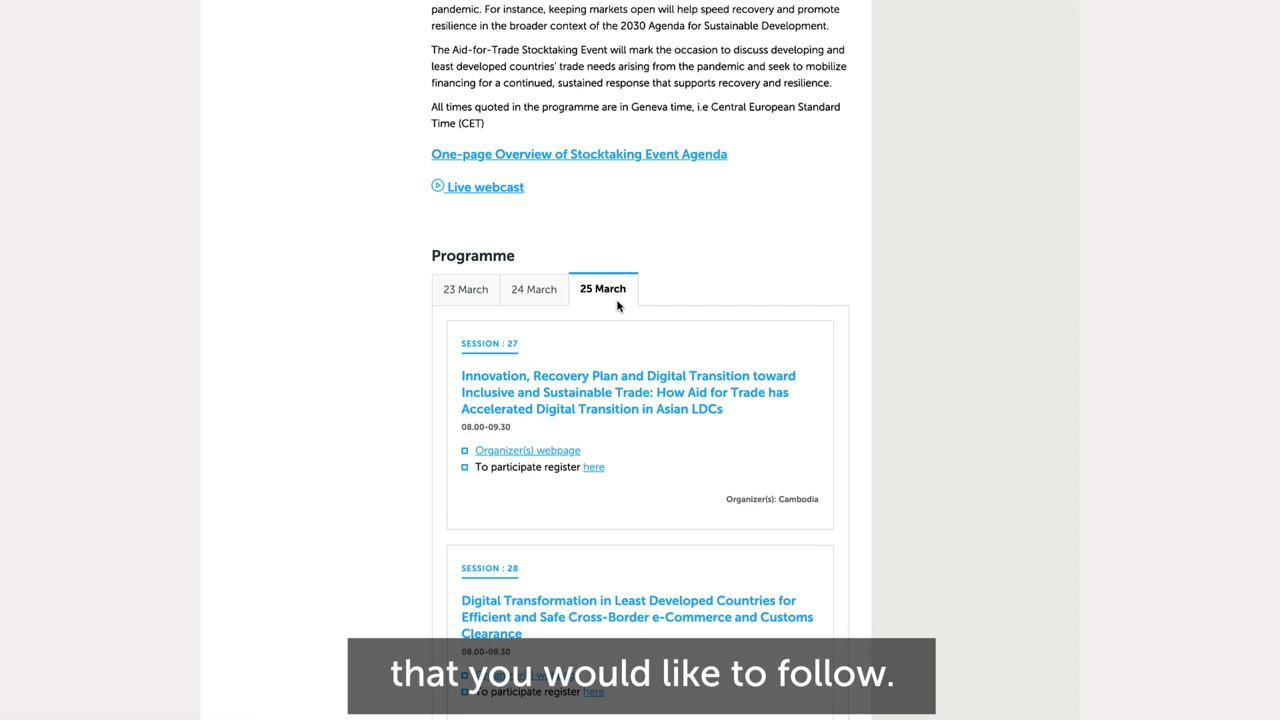 pandemic. For instance, keeping markets open will help speed recovery and promote
resilience in the broader context of the 2030 Agenda for Sustainable Development.
The Aid-for-Trade Stocktaking Event will mark the occasion to discuss developing and
least developed countries' trade needs arising from the pandemic and seek to mobilize
financing for a continued, sustained response that supports recovery and resilience.
All times quoted in the programme are in Geneva time, i.e Central European Standard
Time (CET)
One-page Overview of Stocktaking Event Agenda
Live webcast
Programme
23 March 24 March 25 March
SESSION : 27
Innovation, Recovery Plan and Digital Transition toward
Inclusive and Sustainable Trade: How Aid for Trade has
Accelerated Digital Transition in Asian LDCs
08.00-09.30
Organizer(s) webpage
To participate register here
Organizer(s): Cambodia
SESSION : 28
Digital Transformation in Least Developed Countries for
Efficient and Safe Cross-Border e-Commerce and Customs
Clearance
08.00-09.30
that you would like to follow.
To participate register here